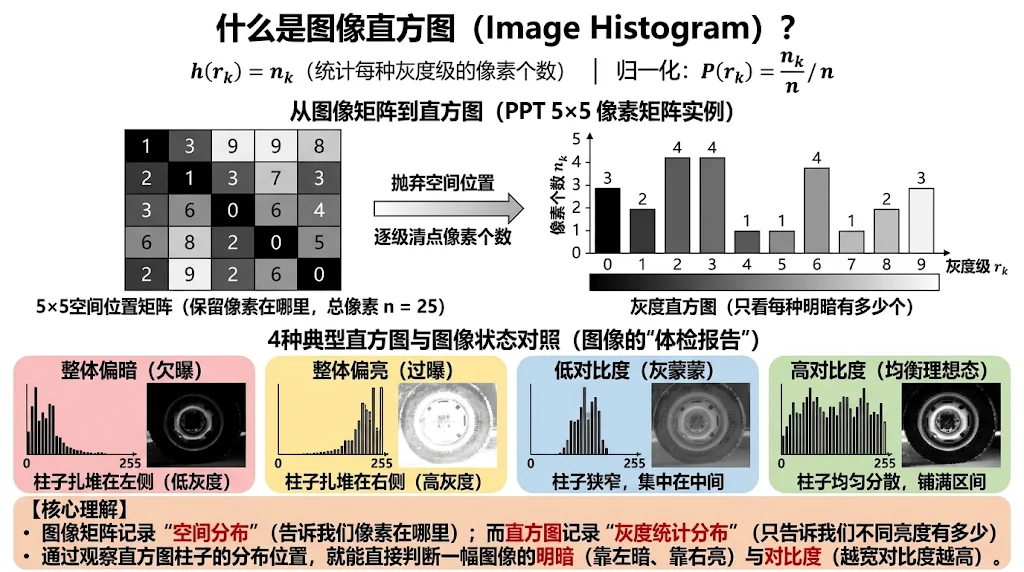 什么是图像直方图（Image Histogram）？
h(r_k) = n_k（统计每种灰度级的像素个数） | 归一化：P(r_k) = n_k/n / n
从图像矩阵到直方图（PPT 5×5 像素矩阵实例）
1 3 9 9 8
2 1 3 7 3
3 6 0 6 4
6 8 2 0 5
2 9 2 6 0
5×5空间位置矩阵（保留像素在哪里，总像素 n = 25）
抛弃空间位置
逐级清点像素个数
像素个数 n_k
5
4
4
2
1
0
3 2 4 4 1 1 4 1 2 3
0 1 2 3 4 5 6 7 8 9
灰度级 r_k
灰度直方图（只看每种明暗有多少个）
4种典型直方图与图像状态对照（图像的“体检报告”）
整体偏暗（欠曝）
0 255
柱子扎堆在左侧（低灰度）
整体偏亮（过曝）
0 255
柱子扎堆在右侧（高灰度）
低对比度（灰蒙蒙）
0 255
柱子狭窄，集中在中间
高对比度（均衡理想态）
0 255
柱子均匀分散，铺满区间
【核心理解】
• 图像矩阵记录“空间分布”（告诉我们像素在哪里）；而直方图记录“灰度统计分布”（只告诉我们不同亮度有多少）
• 通过观察直方图柱子的分布位置，就能直接判断一幅图像的明暗（靠左暗、靠右亮）与对比度（越宽对比度越高）。